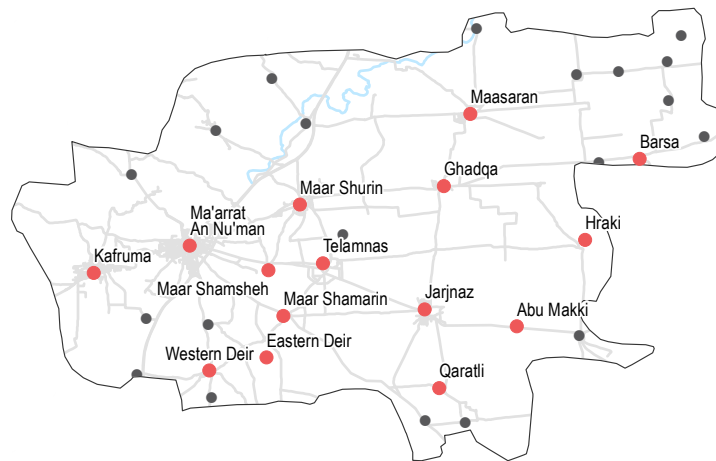 Maasaran
Barsa
Ghadqa
Maar Shurin
Ma'arrat
An Nu'man
Hraki
Kafruma
Telamnas
Maar Shamsheh
Maar Shamarin
Jarjnaz
Abu Makki
Eastern Deir
Western Deir
Qaratli